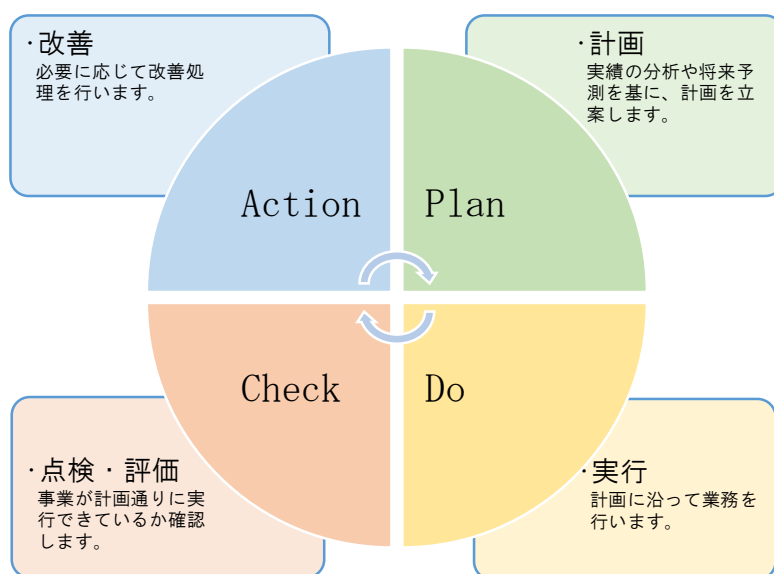 ・改善
必要に応じて改善処
理を行います。
・計画
実績の分析や将来予
測を基に、計画を立
案します。
Action
Plan
Check
Do
・点検・評価
事業が計画通りに実
行できているか確認
します。
・実行
計画に沿って業務を
行います。